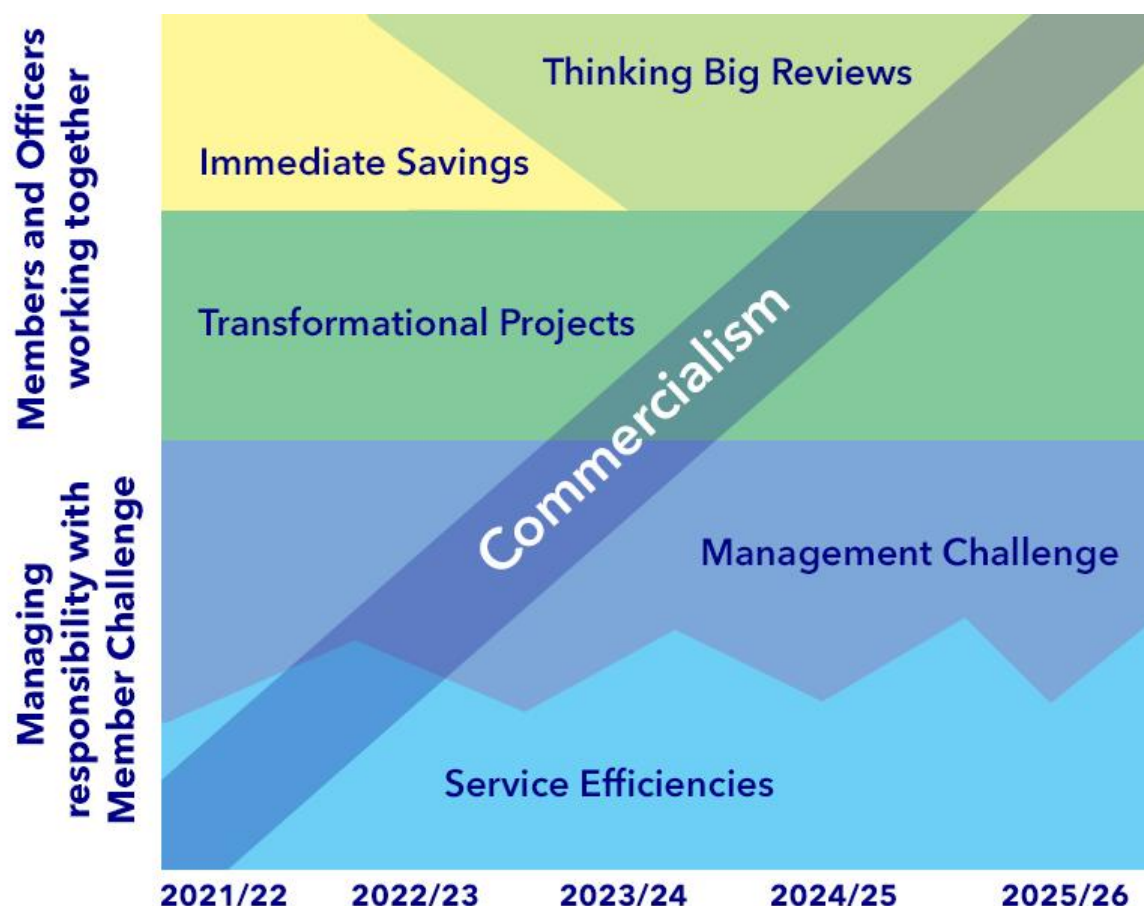 Members and Officers
working together
Managing
responsibility with
Member Challenge
Thinking Big Reviews
Immediate Savings
Transformational Projects
Commercialism
Management Challenge
Service Efficiencies
2021/22 2022/23 2023/24 2024/25 2025/26